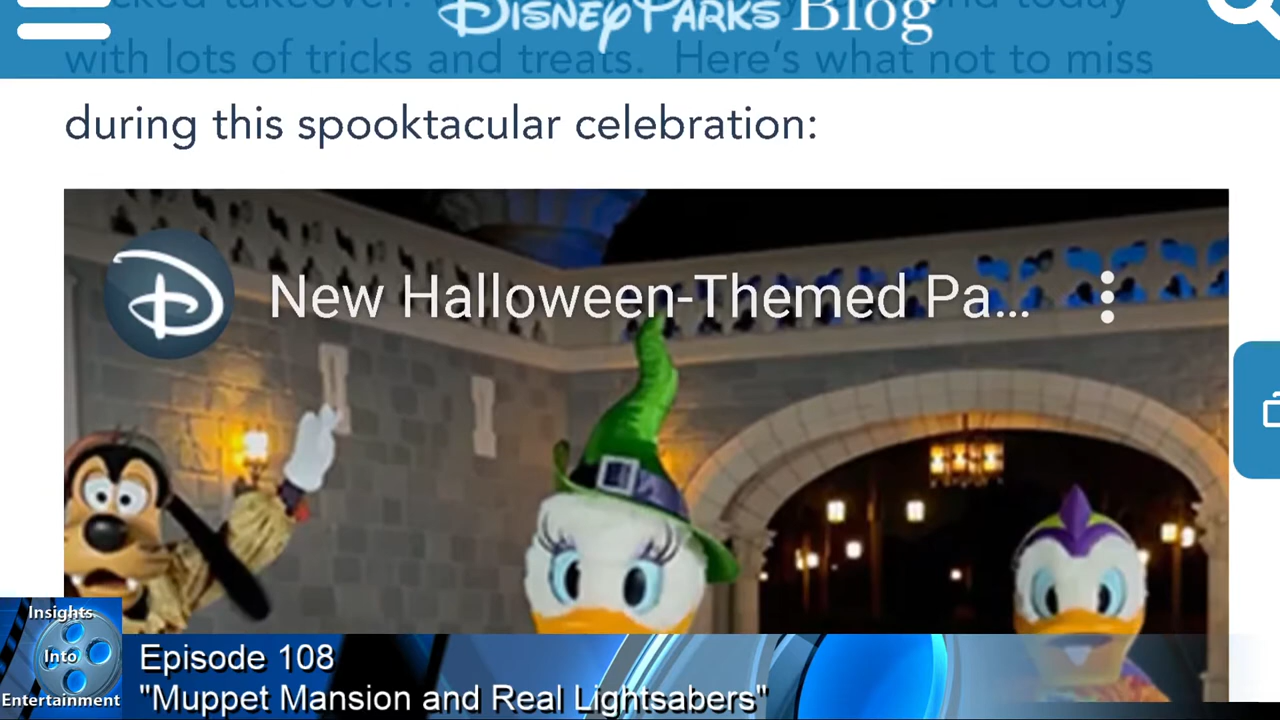 Disney Parks Blog
with lots of tricks and treats. Here's what not to miss
during this spooktacular celebration:
D New Halloween-Themed Pa...
Insights
Into
Entertainment
Episode 108
"Muppet Mansion and Real Lightsabers"